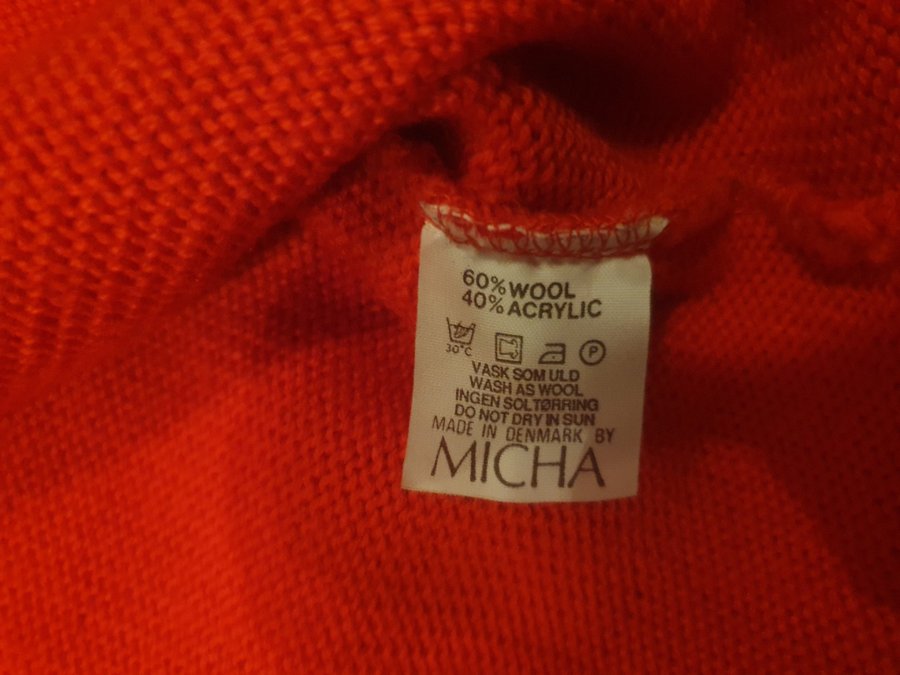 60% WOOL
40% ACRYLIC
30°C
P
VASK SOM ULD
WASH AS WOOL
INGEN SOLTØRRING
DO NOT DRY IN SUN
MADE IN DENMARK BY
MICHA